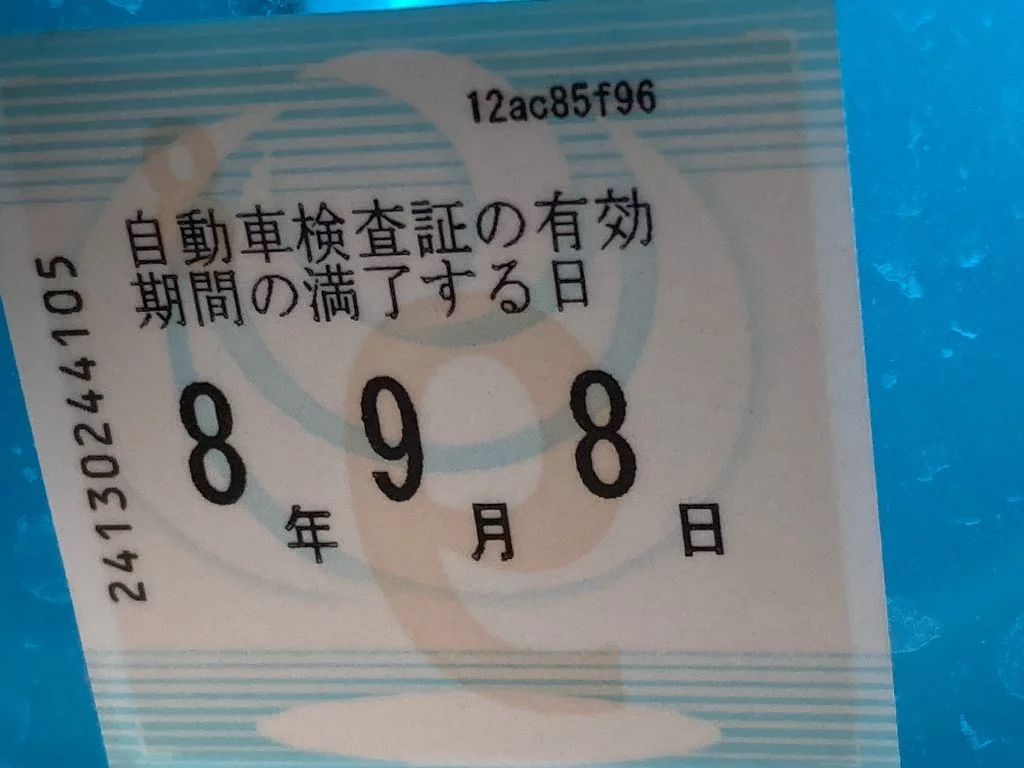 12ac85f96
自動車検査証の有効
期間の満了する日
8年9月8日
24130244105